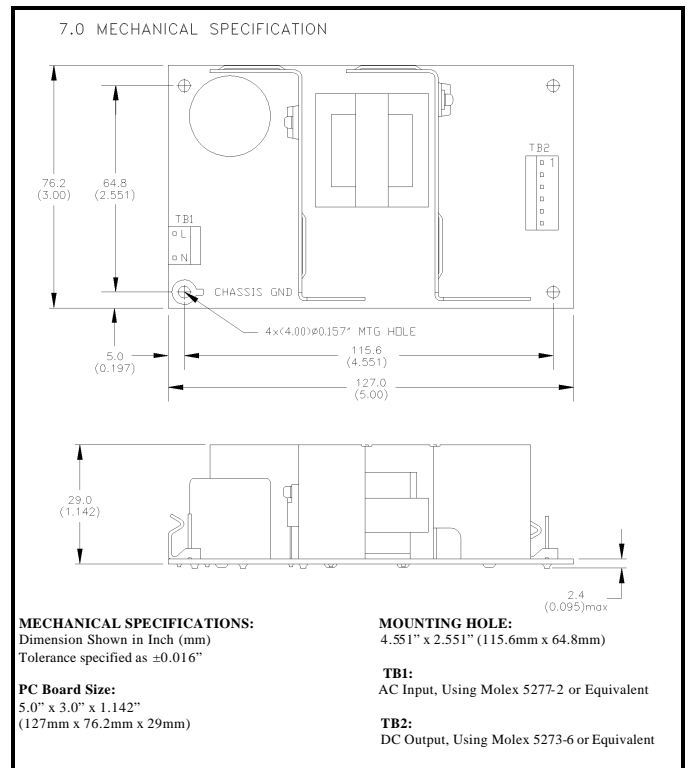 7.0 MECHANICAL SPECIFICATION
TB2
1
76.2
(3.00)
64.8
(2.551)
TB1
L
N
CHASSIS GND
4x(4.00)ø0.157" MTG HOLE
5.0
(0.197)
115.6
(4.551)
127.0
(5.00)
29.0
(1.142)
2.4
(0.095)max
MECHANICAL SPECIFICATIONS:
Dimension Shown in Inch (mm)
Tolerance specified as ±0.016”
PC Board Size:
5.0” x 3.0” x 1.142”
(127mm x 76.2mm x 29mm)
MOUNTING HOLE:
4.551” x 2.551” (115.6mm x 64.8mm)
TB1:
AC Input, Using Molex 5277-2 or Equivalent
TB2:
DC Output, Using Molex 5273-6 or Equivalent